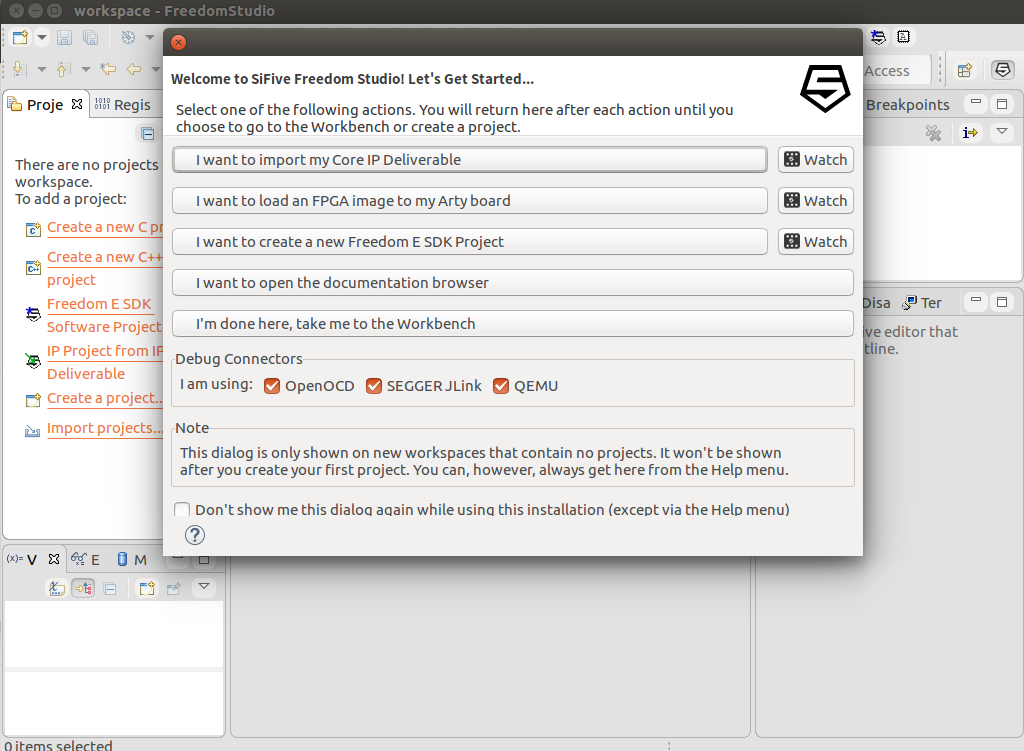 workspace - FreedomStudio
Access
Proje
Regis
There are no projects
workspace.
To add a project:
Create a new C pr
Create a new C++
project
Freedom E SDK
Software Project
IP Project from IP
Deliverable
Create a project...
Import projects...
Welcome to SiFive Freedom Studio! Let's Get Started...
Select one of the following actions. You will return here after each action until you
choose to go to the Workbench or create a project.
I want to import my Core IP Deliverable
Watch
I want to load an FPGA image to my Arty board
Watch
I want to create a new Freedom E SDK Project
Watch
I want to open the documentation browser
I'm done here, take me to the Workbench
Debug Connectors
I am using:
OpenOCD
SEGGER JLink
QEMU
Note
This dialog is only shown on new workspaces that contain no projects. It won't be shown
after you create your first project. You can, however, always get here from the Help menu.
Don't show me this dialog again while using this installation (except via the Help menu)
Breakpoints
Disa
Ter
ive editor that
tline.
(x)= V
E
M
0 items selected